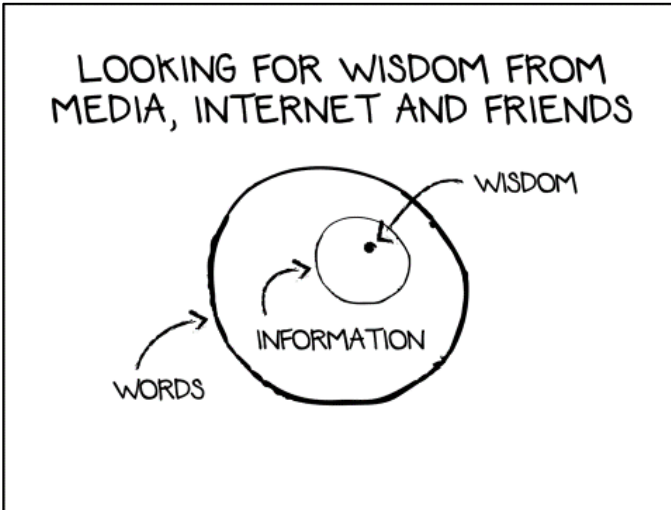 LOOKING FOR WISDOM FROM
MEDIA, INTERNET AND FRIENDS
WISDOM
INFORMATION
WORDS